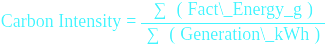 Carbon Intensity = ∑ ( Fact\_Energy_g ) / ∑ ( Generation\_kWh )